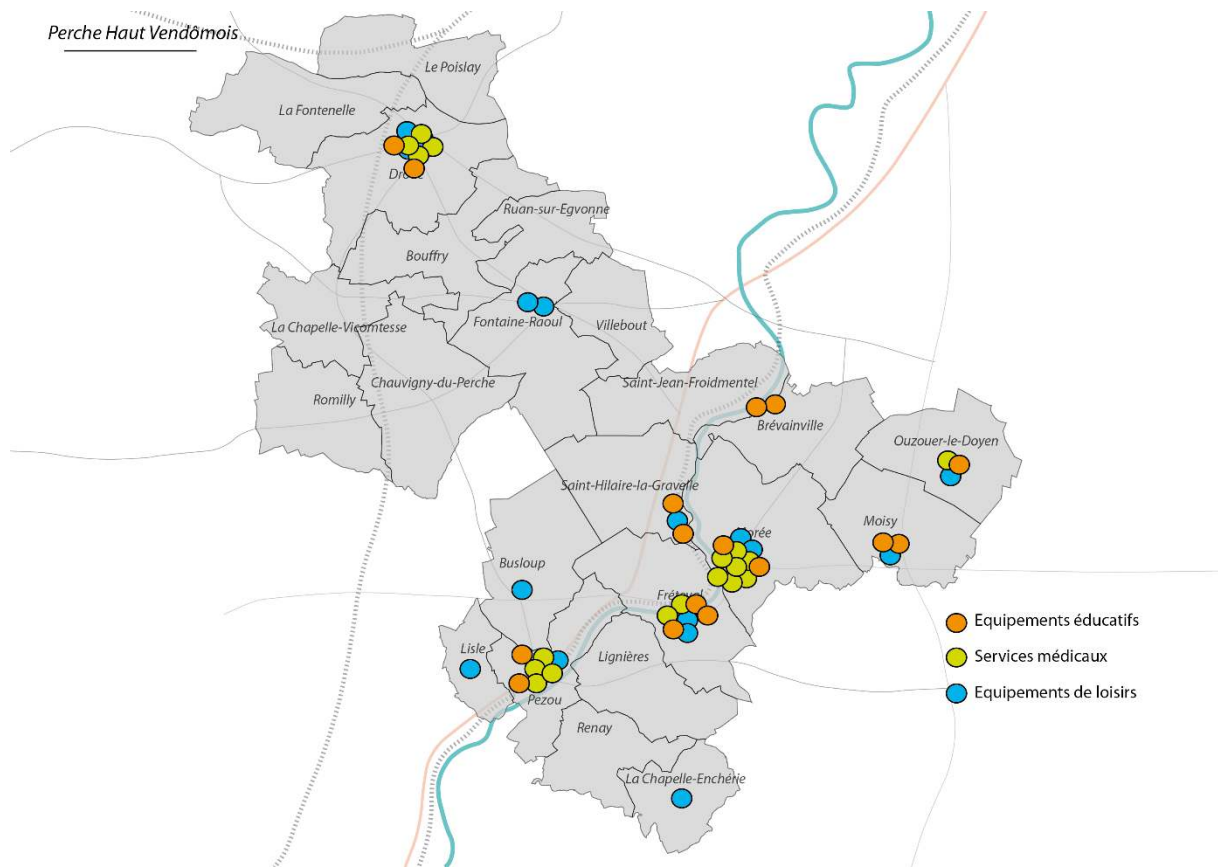 Perche Haut Vendômois
Le Poislay
La Fontenelle
Ruan-sur-Egvonne
Bouffry
La Chapelle-Vicomtesse
Fontaine-Raoul
Villebout
Chauvigny-du-Perche
Saint-Jean-Froidmentel
Romilly
Brévainville
Ouzouer-le-Doyen
Saint-Hilaire-la-Gravelle
Moisy
Busloup
Equipements éducatifs
Lisle
Lignières
Services médicaux
Equipements de loisirs
Pezou
Renay
La Chapelle-Enchérie